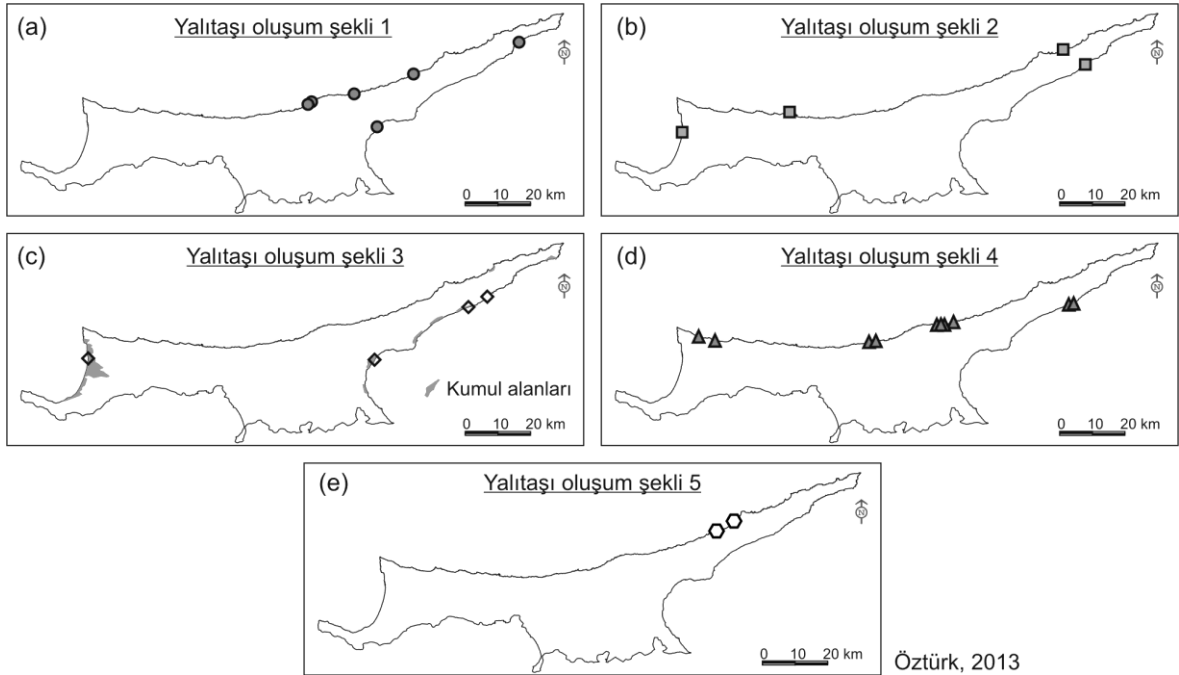 (a) Yalıtaşı oluşum şekli 1
N
0 10 20 km
(b) Yalıtaşı oluşum şekli 2
N
0 10 20 km
(c) Yalıtaşı oluşum şekli 3
N
Kumul alanları
0 10 20 km
(d) Yalıtaşı oluşum şekli 4
N
0 10 20 km
(e) Yalıtaşı oluşum şekli 5
N
0 10 20 km
Öztürk, 2013